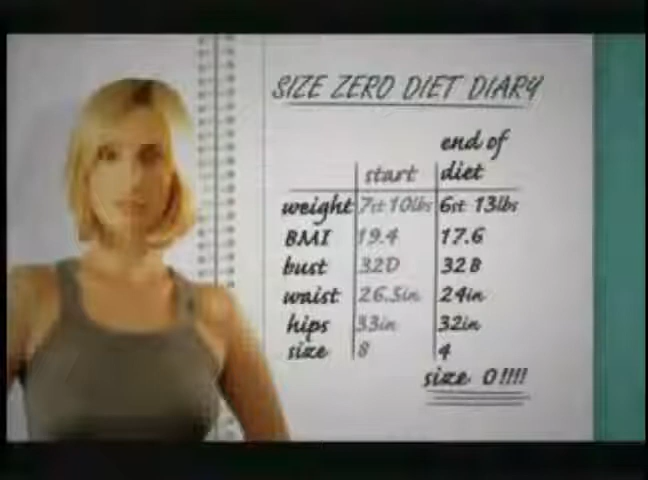 SIZE ZERO DIET DIARY
end of
start diet
weight 7st 10lbs 6st 13lbs
BMI 19.4 17.6
bust 32D 32B
waist 26.5in 24in
hips 33in 32in
size 8 4
size 0!!!!